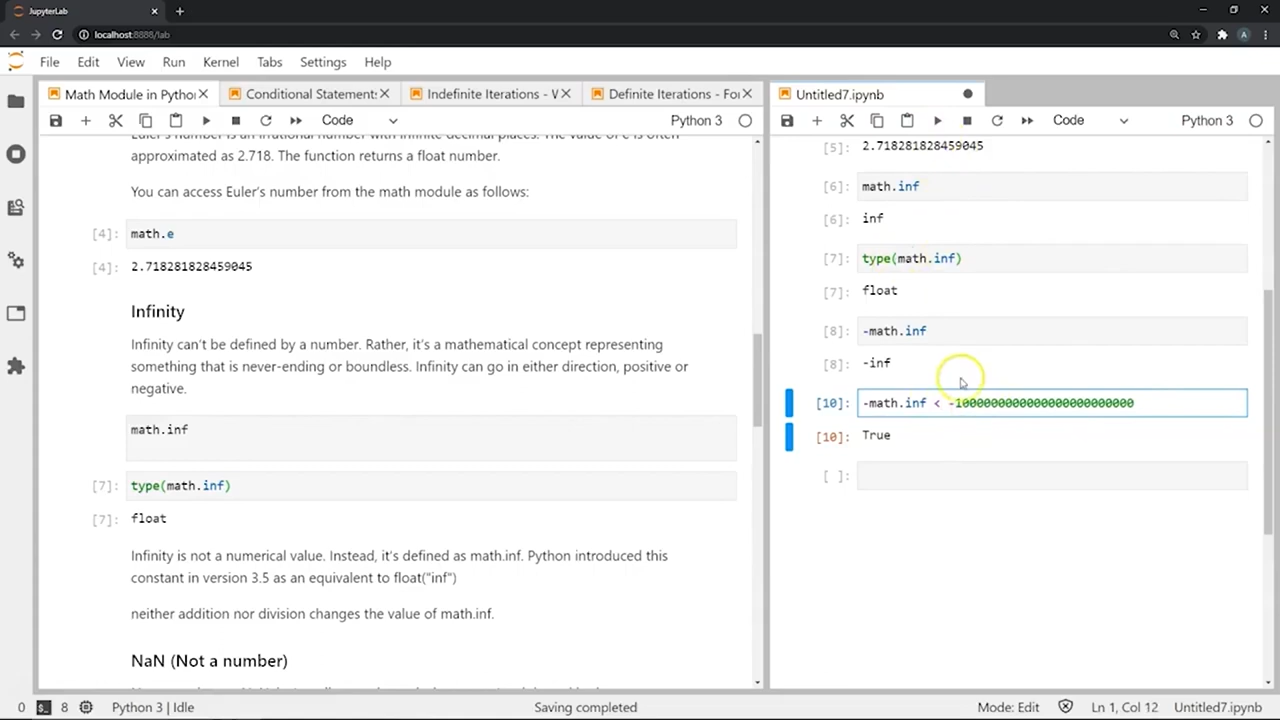 JupyterLab
localhost:8888/lab
A
File Edit View Run Kernel Tabs Settings Help
Math Module in Pythor Conditional Statements Indefinite Iterations - V Definite Iterations - For
Code Python 3
approximated as 2.718. The function returns a float number.
You can access Euler's number from the math module as follows:
[4]: math.e
[4]: 2.718281828459045
Infinity
Infinity can't be defined by a number. Rather, it's a mathematical concept representing
something that is never-ending or boundless. Infinity can go in either direction, positive or
negative.
math.inf
[7]: type(math.inf)
[7]: float
Infinity is not a numerical value. Instead, it's defined as math.inf. Python introduced this
constant in version 3.5 as an equivalent to float("inf")
neither addition nor division changes the value of math.inf.
NaN (Not a number)
Untitled7.ipynb
Code Python 3
[5]: 2.718281828459045
[6]: math.inf
[6]: inf
[7]: type(math.inf)
[7]: float
[8]: -math.inf
[8]: -inf
[10]: -math.inf < -1000000000000000000000000
[10]: True
[ ]:
0 8 Python 3 | Idle Saving completed Mode: Edit Ln 1, Col 12 Untitled7.ipynb